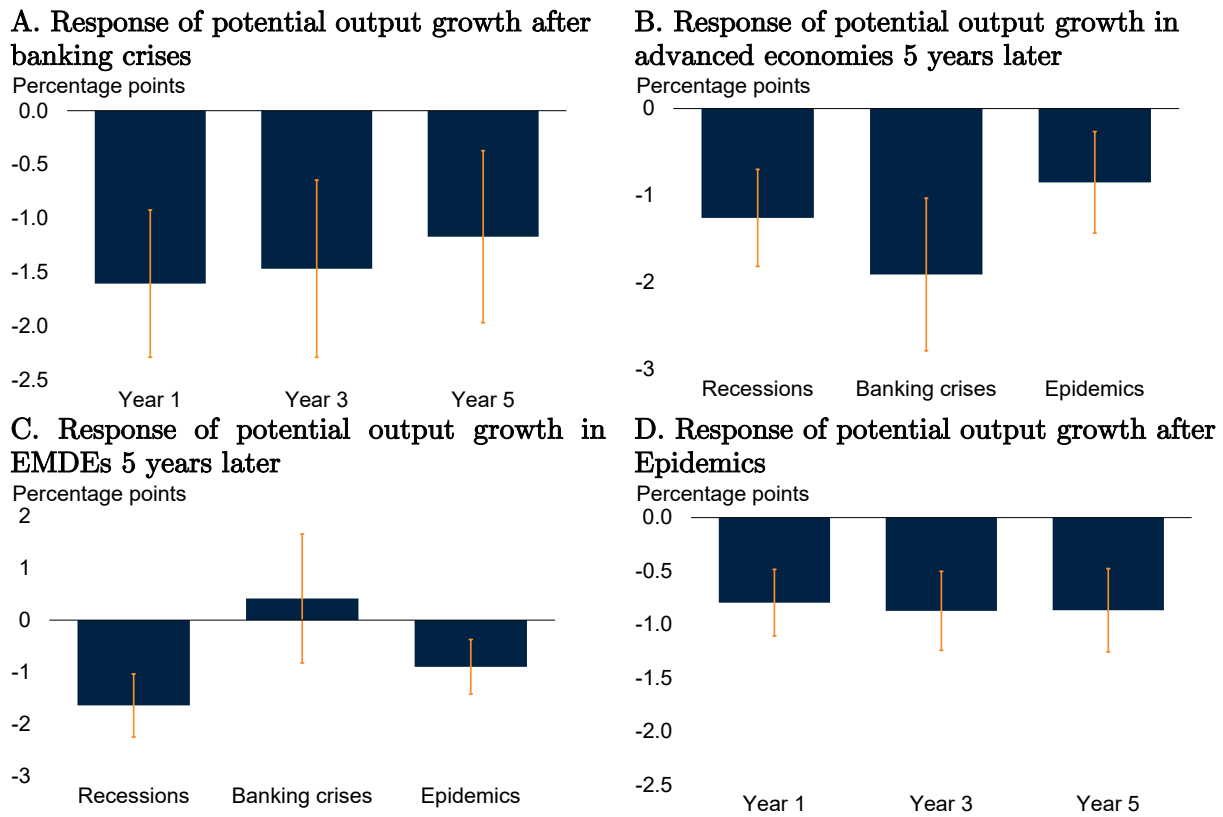 A. Response of potential output growth after
banking crises
Percentage points
0.0
-0.5
-1.0
-1.5
-2.0
-2.5
Year 1 Year 3 Year 5
B. Response of potential output growth in
advanced economies 5 years later
Percentage points
0
-1
-2
-3
Recessions Banking crises Epidemics
C. Response of potential output growth in
EMDEs 5 years later
Percentage points
2
1
0
-1
-2
-3
Recessions Banking crises Epidemics
D. Response of potential output growth after
Epidemics
Percentage points
0.0
-0.5
-1.0
-1.5
-2.0
-2.5
Year 1 Year 3 Year 5